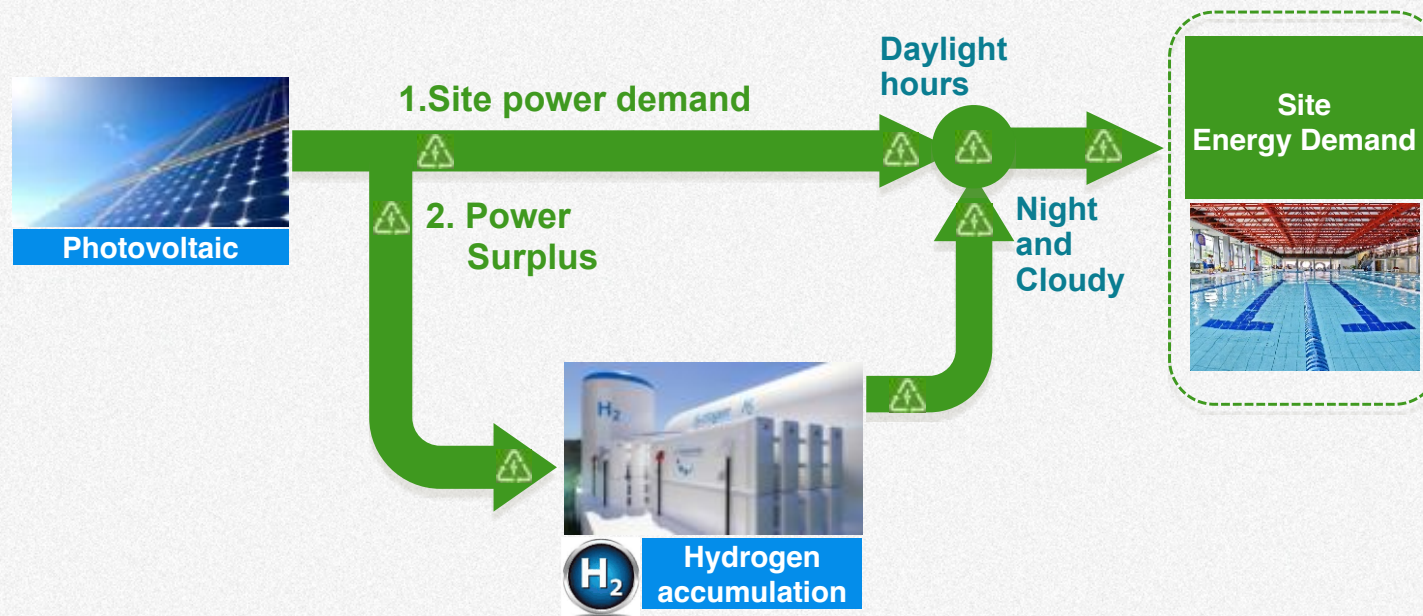 Daylight
hours
1.Site power demand
Site
Energy Demand
Photovoltaic
2. Power
Surplus
Night
and
Cloudy
H2
H₂
Hydrogen
accumulation